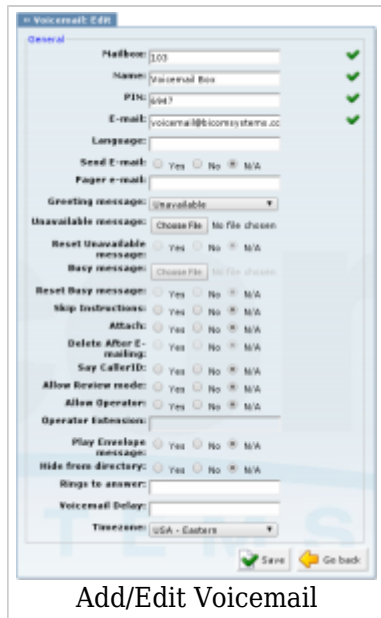 Voicemail: Edit
General
Mailbox: 103
Name: Voicemail Box
PIN: 6947
E-mail: voicemail@bicomsystems.cc
Language:
Send E-mail: Yes No N/A
Pager e-mail:
Greeting message: Unavailable
Unavailable message: Choose File No file chosen
Reset Unavailable message: Yes No N/A
Busy message: Choose File No file chosen
Reset Busy message: Yes No N/A
Skip Instructions: Yes No N/A
Attach: Yes No N/A
Delete After E-mailing: Yes No N/A
Say CallerID: Yes No N/A
Allow Review mode: Yes No N/A
Allow Operator: Yes No N/A
Operator Extension:
Play Envelope message: Yes No N/A
Hide from directory: Yes No N/A
Rings to answer:
Voicemail Delay:
Timezone: USA - Eastern
T E M S
Save Go back
Add/Edit Voicemail